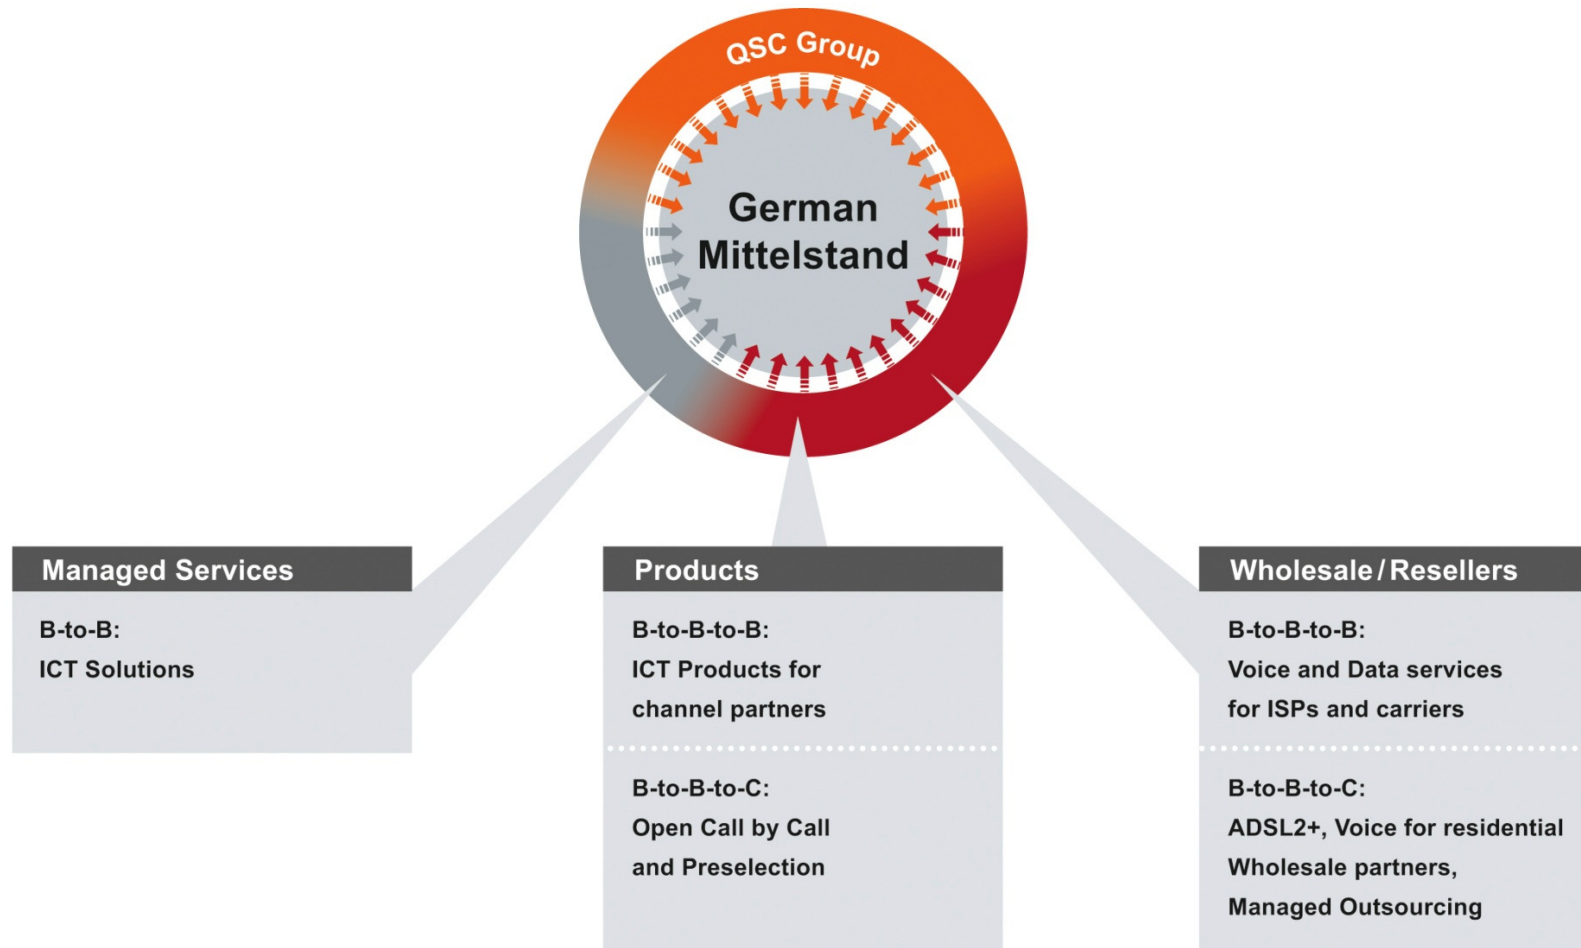 QSC Group
German
Mittelstand
Managed Services
B-to-B:
ICT Solutions
Products
B-to-B-to-B:
ICT Products for
channel partners
B-to-B-to-C:
Open Call by Call
and Preselection
Wholesale / Resellers
B-to-B-to-B:
Voice and Data services
for ISPs and carriers
B-to-B-to-C:
ADSL2+, Voice for residential
Wholesale partners,
Managed Outsourcing